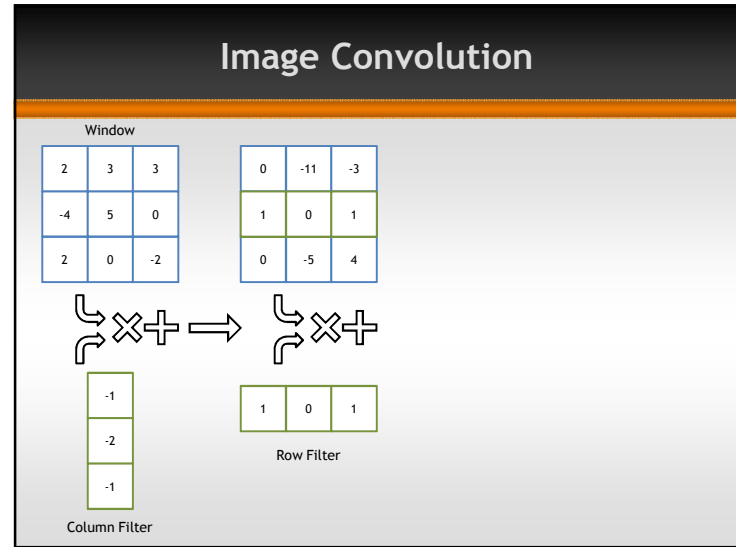 Image Convolution
Window
2 3 3
-4 5 0
2 0 -2
0 -11 -3
1 0 1
0 -5 4
-1
-2
-1
Column Filter
1 0 1
Row Filter